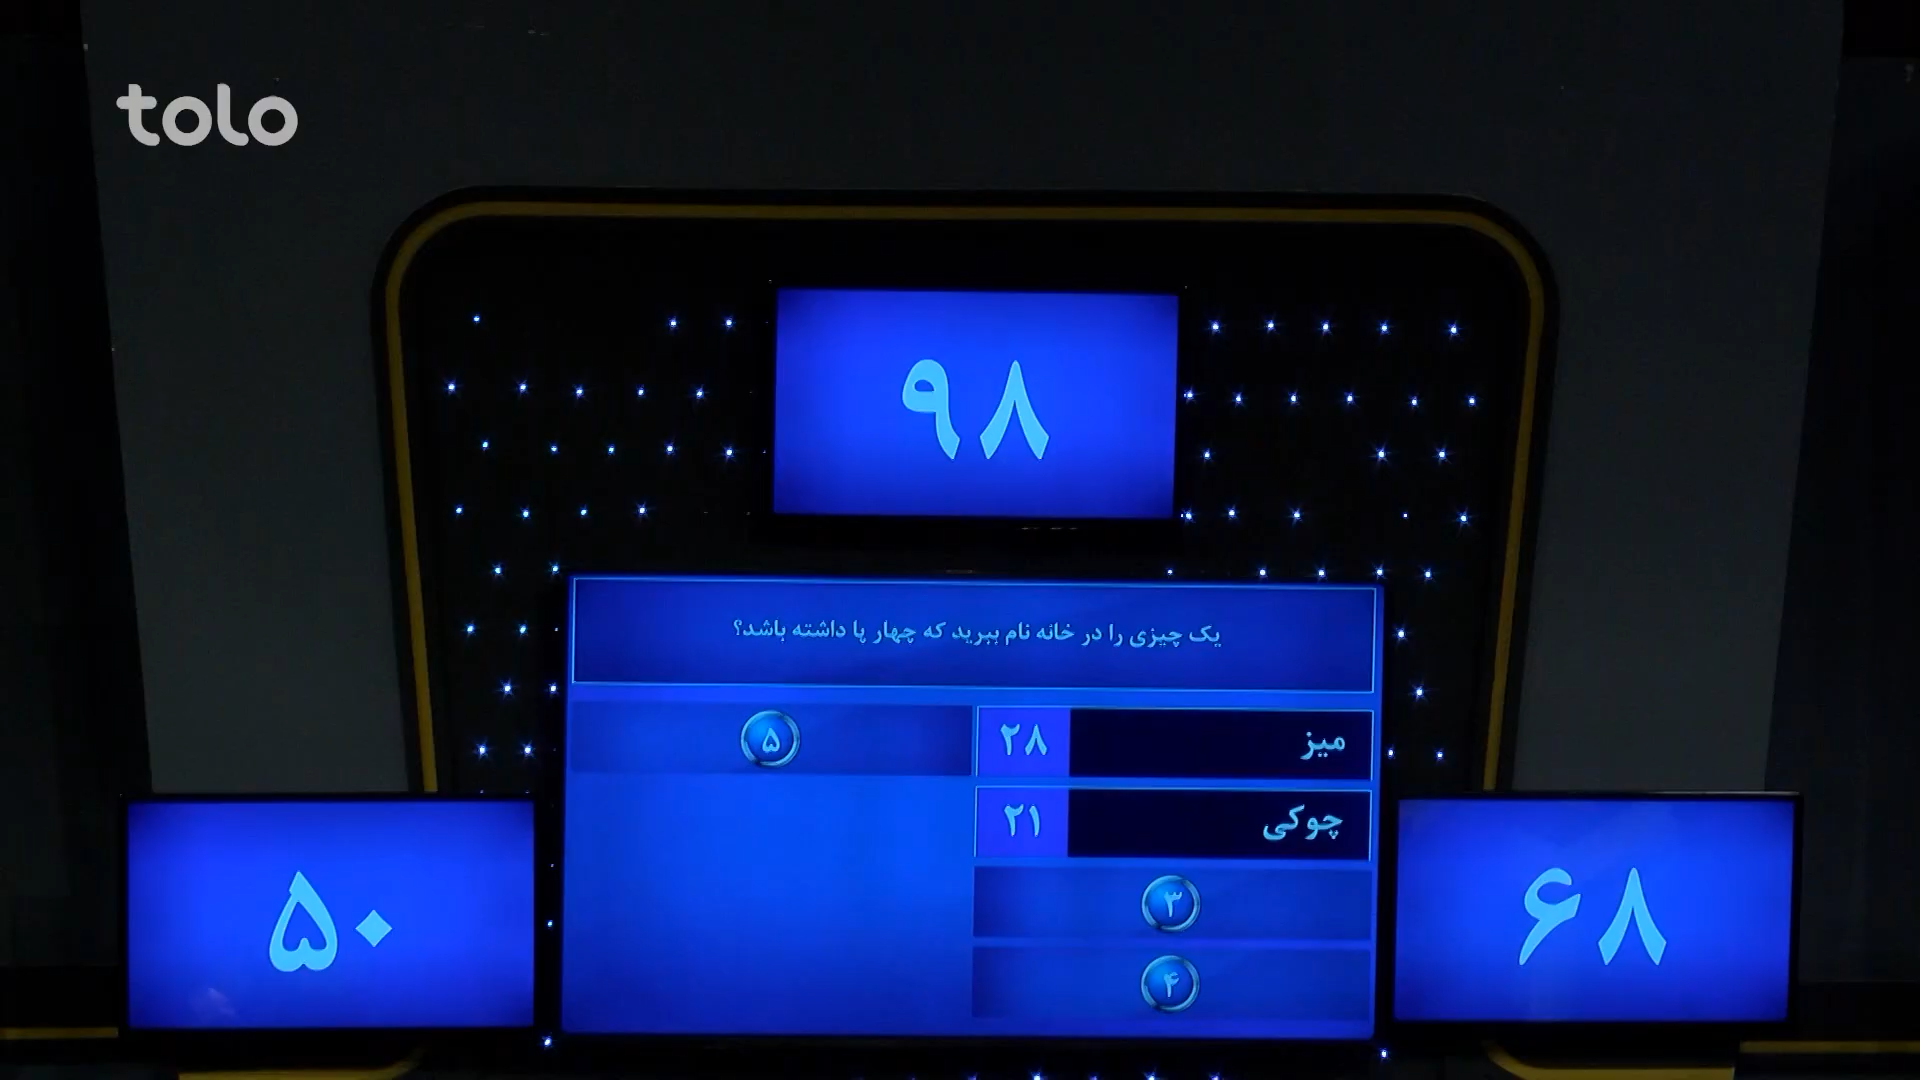 tolo
۹۸
یک چیزی را در خانه نام ببرید که چهار پا داشته باشد؟
میز ۲۸
۵
چوکی ۲۱
۳
۴
۵۰
۶۸